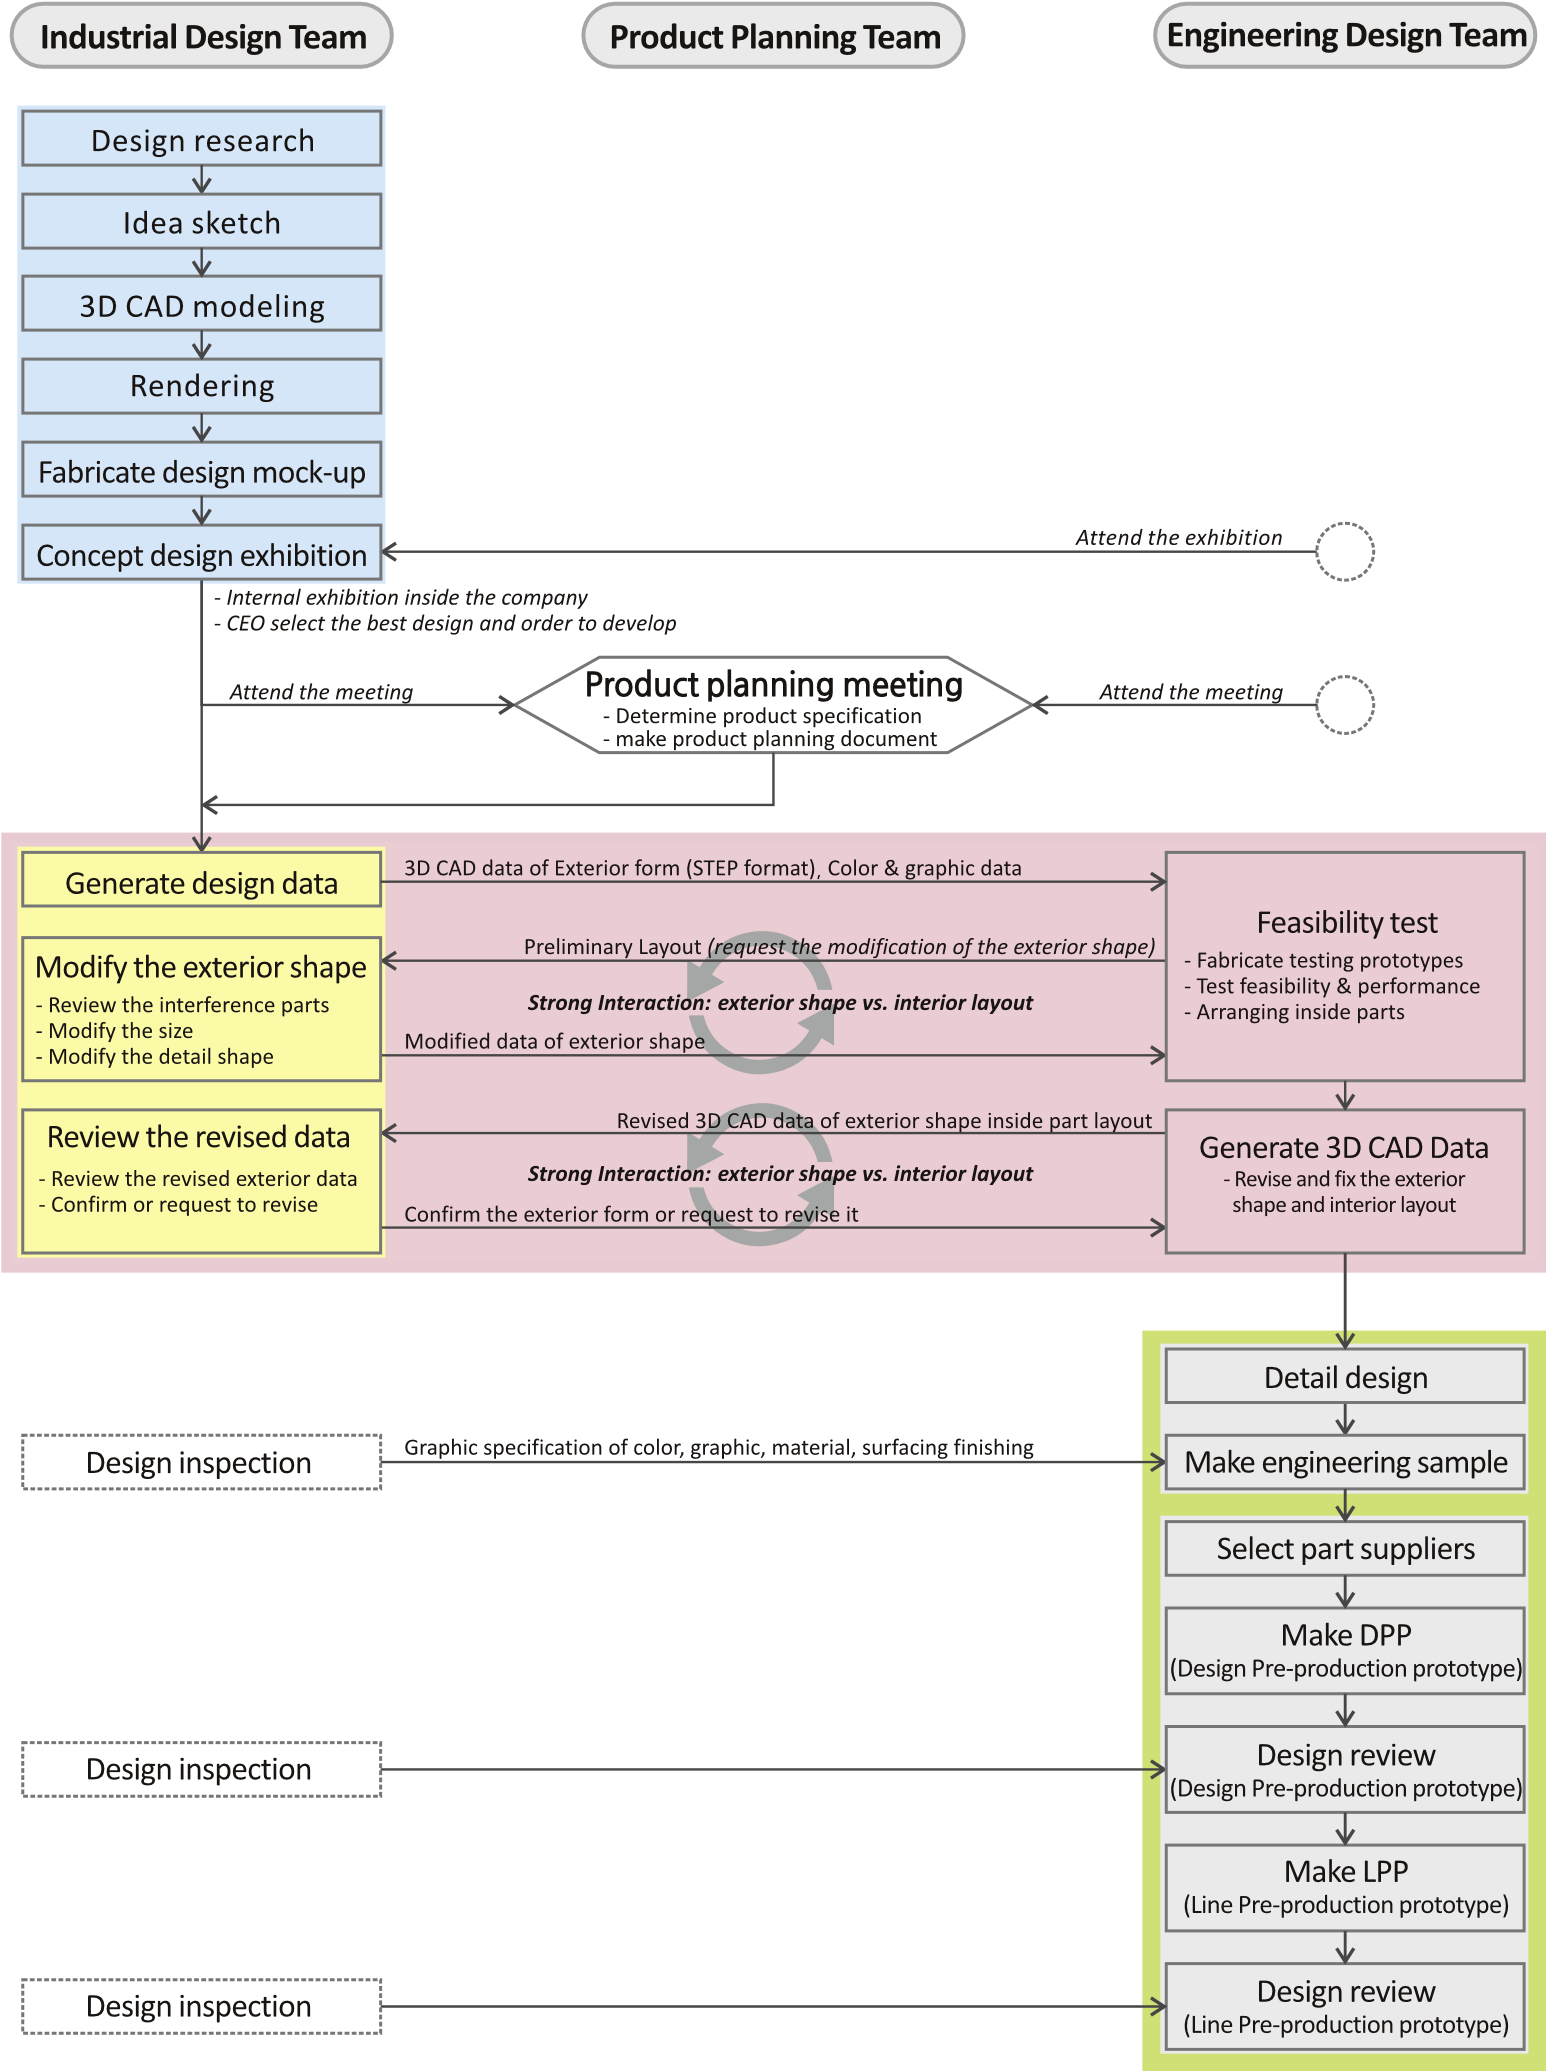 Industrial Design Team
Product Planning Team
Engineering Design Team
Design research
Idea sketch
3D CAD modeling
Rendering
Fabricate design mock-up
Concept design exhibition
Attend the exhibition
- Internal exhibition inside the company
- CEO select the best design and order to develop
Attend the meeting
Product planning meeting
- Determine product specification
- make product planning document
Attend the meeting
Generate design data
3D CAD data of Exterior form (STEP format), Color & graphic data
Feasibility test
- Fabricate testing prototypes
- Test feasibility & performance
- Arranging inside parts
Preliminary Layout (request the modification of the exterior shape)
Modify the exterior shape
- Review the interference parts
- Modify the size
- Modify the detail shape
Strong Interaction: exterior shape vs. interior layout
Modified data of exterior shape
Revised 3D CAD data of exterior shape inside part layout
Review the revised data
- Review the revised exterior data
- Confirm or request to revise
Strong Interaction: exterior shape vs. interior layout
Generate 3D CAD Data
- Revise and fix the exterior
shape and interior layout
Confirm the exterior form or request to revise it
Detail design
Design inspection
Graphic specification of color, graphic, material, surfacing finishing
Make engineering sample
Select part suppliers
Make DPP
(Design Pre-production prototype)
Design inspection
Design review
(Design Pre-production prototype)
Make LPP
(Line Pre-production prototype)
Design inspection
Design review
(Line Pre-production prototype)